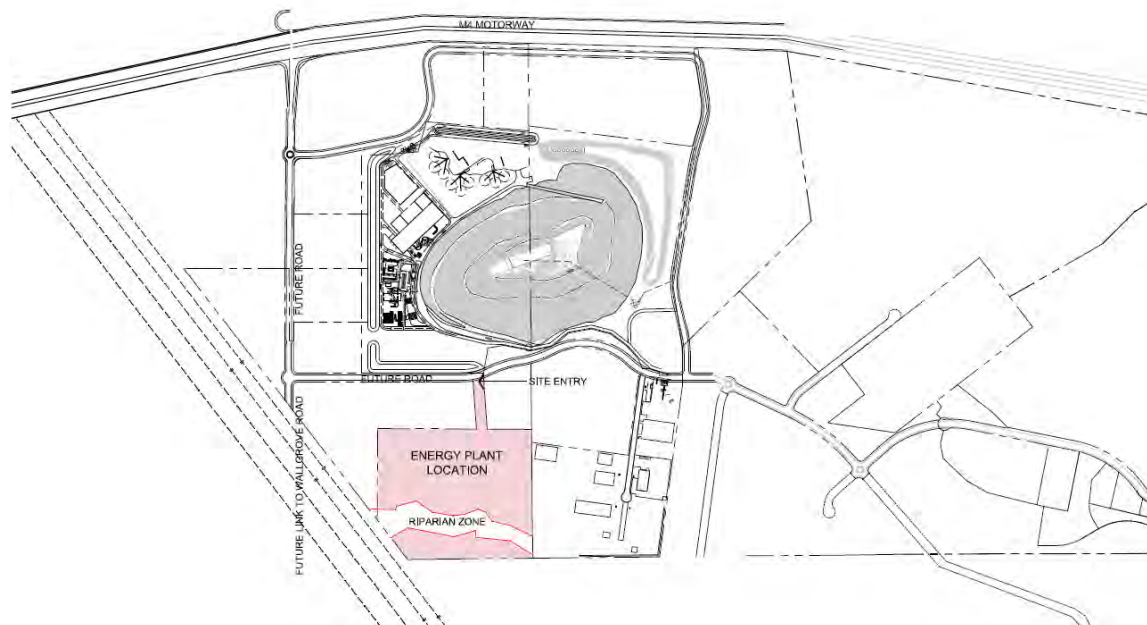 M4 MOTORWAY
FUTURE ROAD
FUTURE ROAD
SITE ENTRY
ENERGY PLANT
LOCATION
RIPARIAN ZONE
FUTURE LINK TO WALLGROVE ROAD